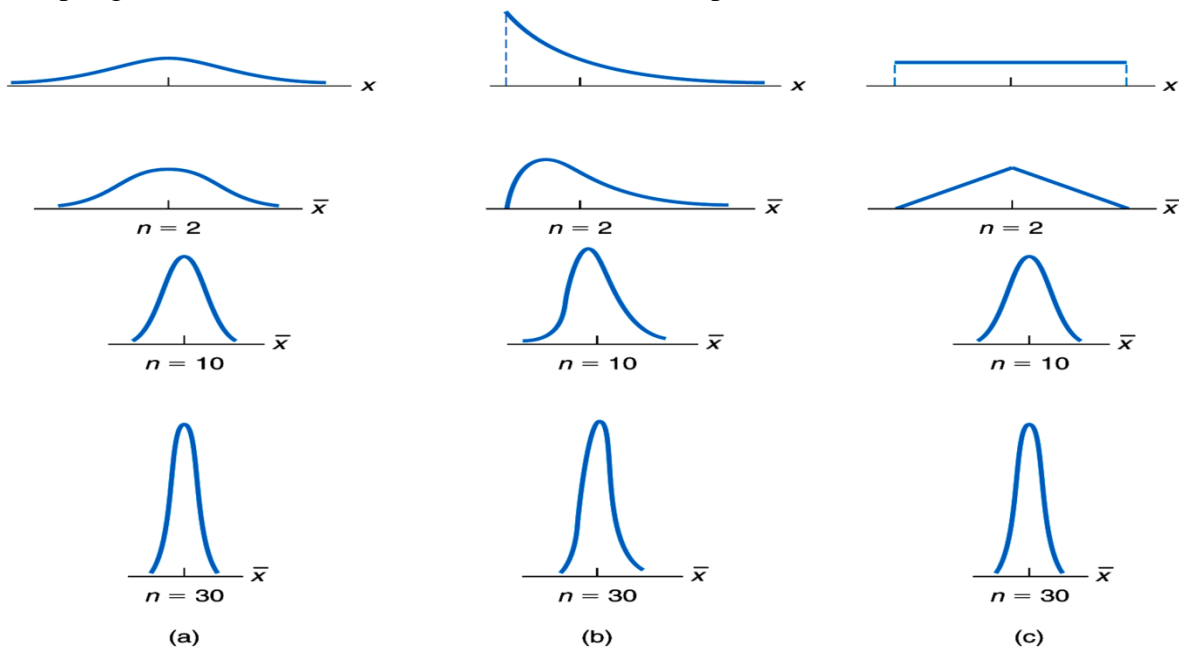 x x x
x̄ x̄ x̄
n = 2 n = 2 n = 2
x̄ x̄ x̄
n = 10 n = 10 n = 10
x̄ x̄ x̄
n = 30 n = 30 n = 30
(a) (b) (c)